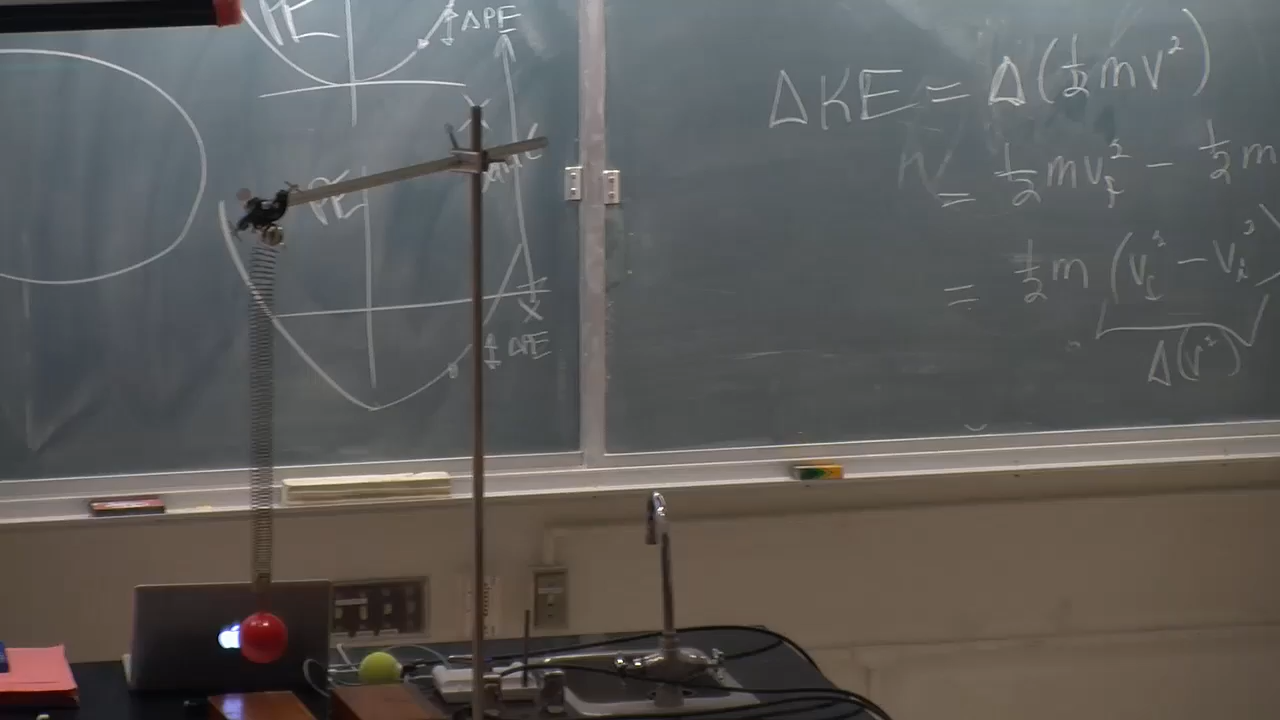 PE
ΔPE
PE
x
ΔPE
ΔKE = Δ(½mv²)
= ½mv_f² - ½m
= ½m (v_f² - v_i²)
Δ(v²)